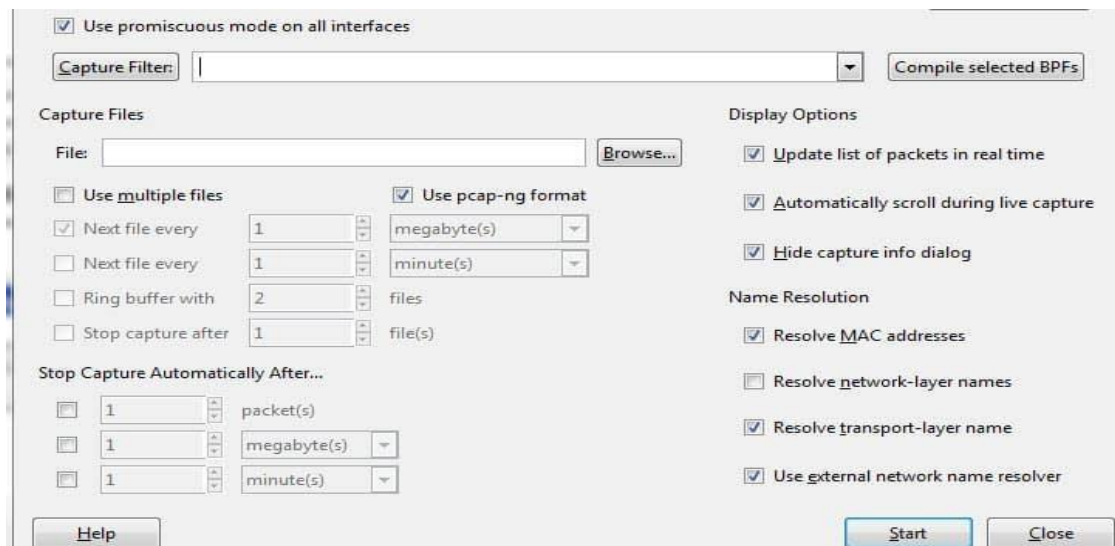 Use promiscuous mode on all interfaces
Capture Filter:
Compile selected BPFs
Capture Files
File:
Browse...
Use multiple files
Use pcap-ng format
Next file every 1 megabyte(s)
Next file every 1 minute(s)
Ring buffer with 2 files
Stop capture after 1 file(s)
Stop Capture Automatically After...
1 packet(s)
1 megabyte(s)
1 minute(s)
Display Options
Update list of packets in real time
Automatically scroll during live capture
Hide capture info dialog
Name Resolution
Resolve MAC addresses
Resolve network-layer names
Resolve transport-layer name
Use external network name resolver
Help
Start
Close